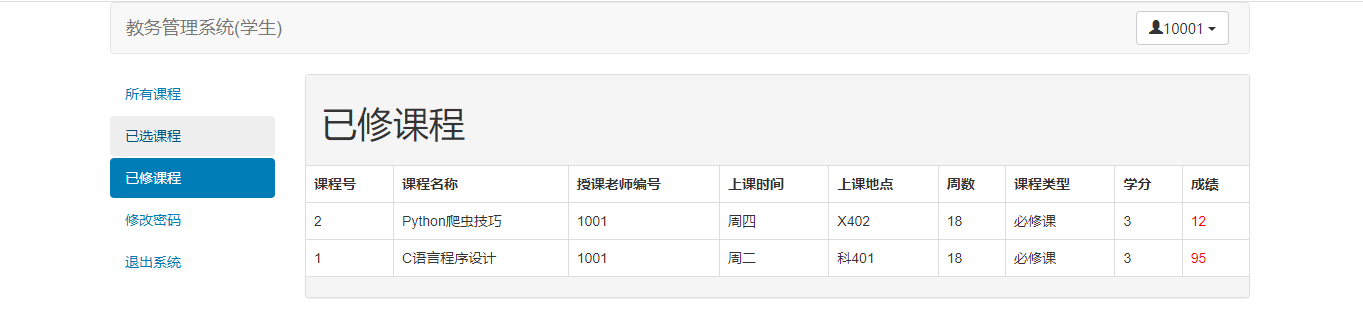 教务管理系统(学生)
10001
所有课程
已选课程
已修课程
修改密码
退出系统
已修课程
课程号 课程名称 授课老师编号 上课时间 上课地点 周数 课程类型 学分 成绩
2 Python爬虫技巧 1001 周四 X402 18 必修课 3 12
1 C语言程序设计 1001 周二 科401 18 必修课 3 95